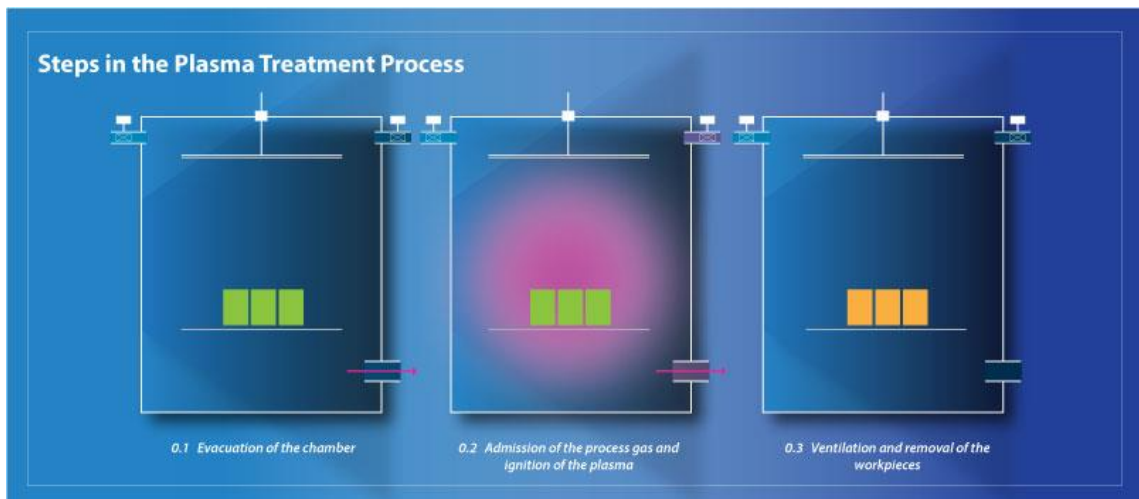 Steps in the Plasma Treatment Process
0.1 Evacuation of the chamber
0.2 Admission of the process gas and
ignition of the plasma
0.3 Ventilation and removal of the
workpieces